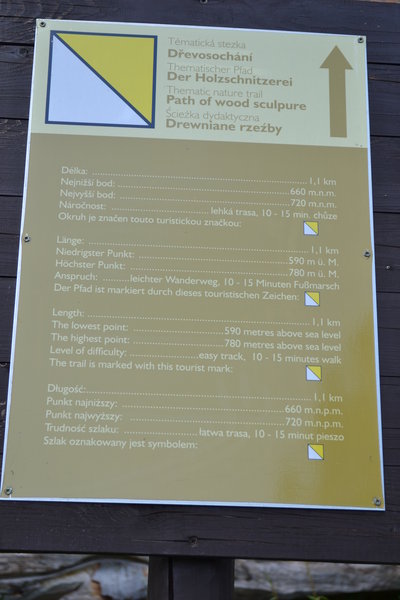 Tématická stezka
Dřevosochání
Thematischer Pfad
Der Holzschnitzerei
Thematic nature trail
Path of wood sculpure
Ścieżka dydaktyczna
Drewniane rzeźby
Délka: ........................................................ 1,1 km
Nejnižší bod: ........................................................ 660 m.n.m.
Nejvyšší bod: ........................................................ 720 m.n.m.
Náročnost: ................................ lehká trasa, 10 - 15 min. chůze
Okruh je značen touto turistickou značkou:
Länge: ........................................................ 1,1 km
Niedrigster Punkt: ........................................ 590 m ü. M.
Höchster Punkt: ........................................ 780 m ü. M.
Anspruch: .......... leichter Wanderweg, 10 - 15 Minuten Fußmarsch
Der Pfad ist markiert durch dieses touristischen Zeichen:
Length: ........................................................ 1,1 km
The lowest point: .............................. 590 metres above sea level
The highest point: .............................. 780 metres above sea level
Level of difficulty: ...................... easy track, 10 - 15 minutes walk
The trail is marked with this tourist mark:
Długość: ........................................................ 1,1 km
Punkt najniższy: ........................................ 660 m.n.p.m.
Punkt najwyższy: ........................................ 720 m.n.p.m.
Trudność szlaku: ........................ łatwa trasa, 10 - 15 minut pieszo
Szlak oznakowany jest symbolem: